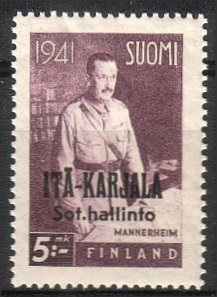 1941 SUOMI
ITÄ-KARJALA
Sot.hallinto
MANNERHEIM
5:- mk
FINLAND